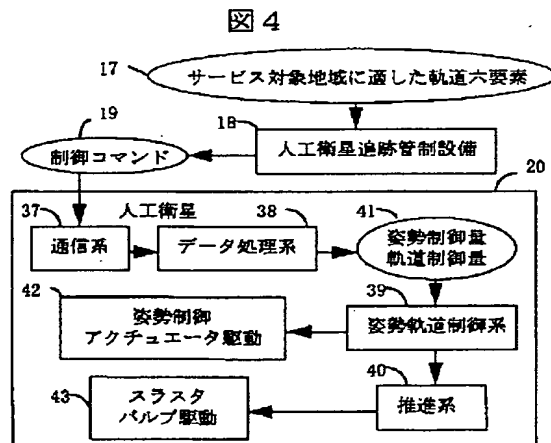 図4
17
サービス対象地域に適した軌道六要素
19
18
制御コマンド
人工衛星追跡管制設備
20
37
人工衛星
38
41
通信系
データ処理系
姿勢制御量
軌道制御量
42
39
姿勢制御
アクチュエータ駆動
姿勢軌道制御系
40
43
スラスタ
バルブ駆動
推進系